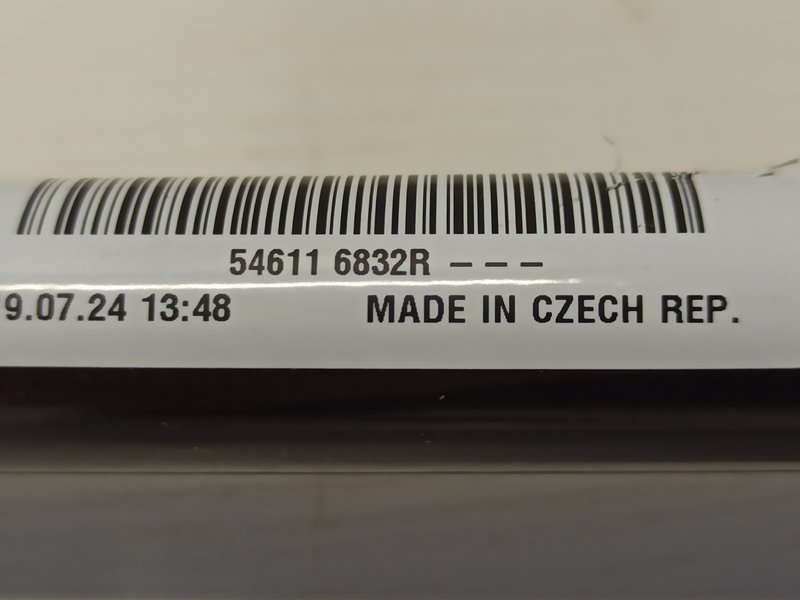 54611 6832R – – –
9.07.24 13:48 MADE IN CZECH REP.